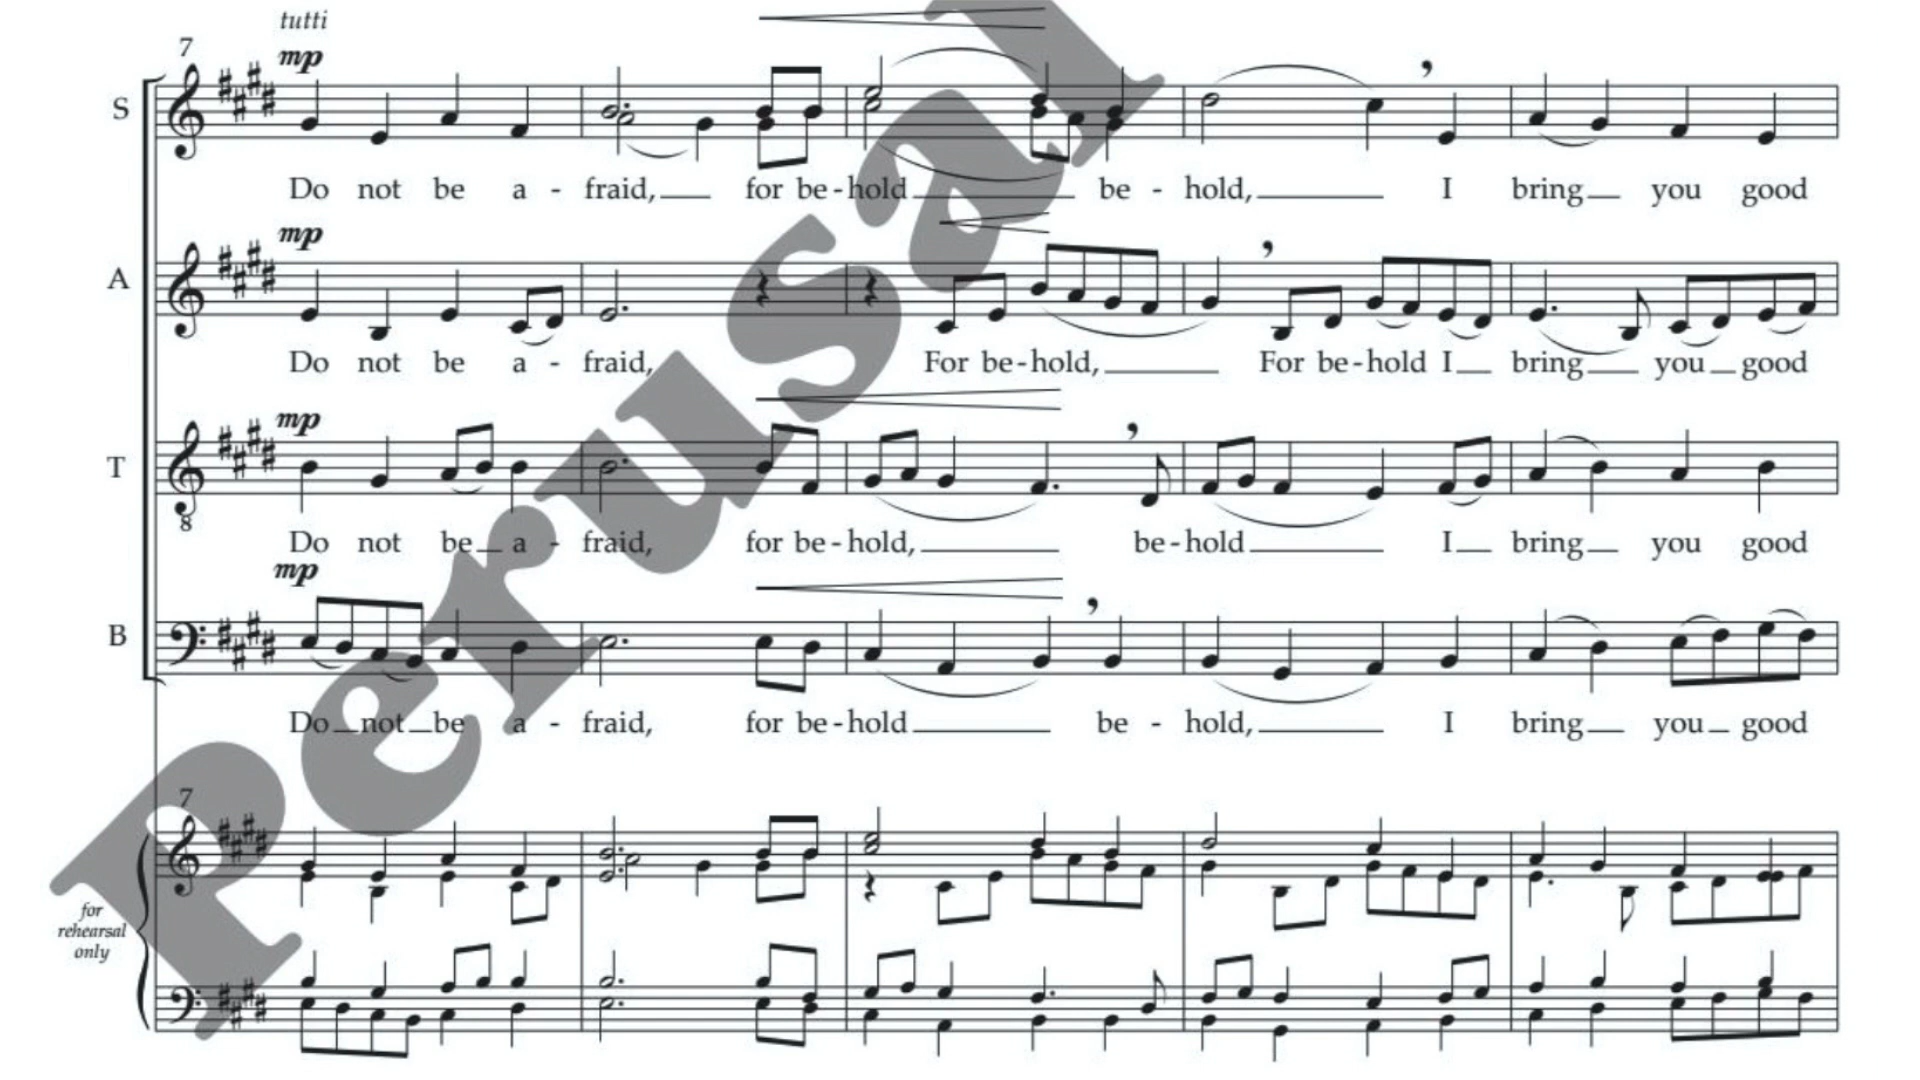 tutti
7
mp
S
Do not be a - fraid, for be - hold be - hold, I bring you good
mp
A
Do not be a - fraid, For be - hold, For be - hold I bring you good
mp
T
8
Do not be a - fraid, for be - hold, be - hold I bring you good
mp
B
Do not be a - fraid, for be - hold be - hold, I bring you good
7
for
rehearsal
only
Perusal